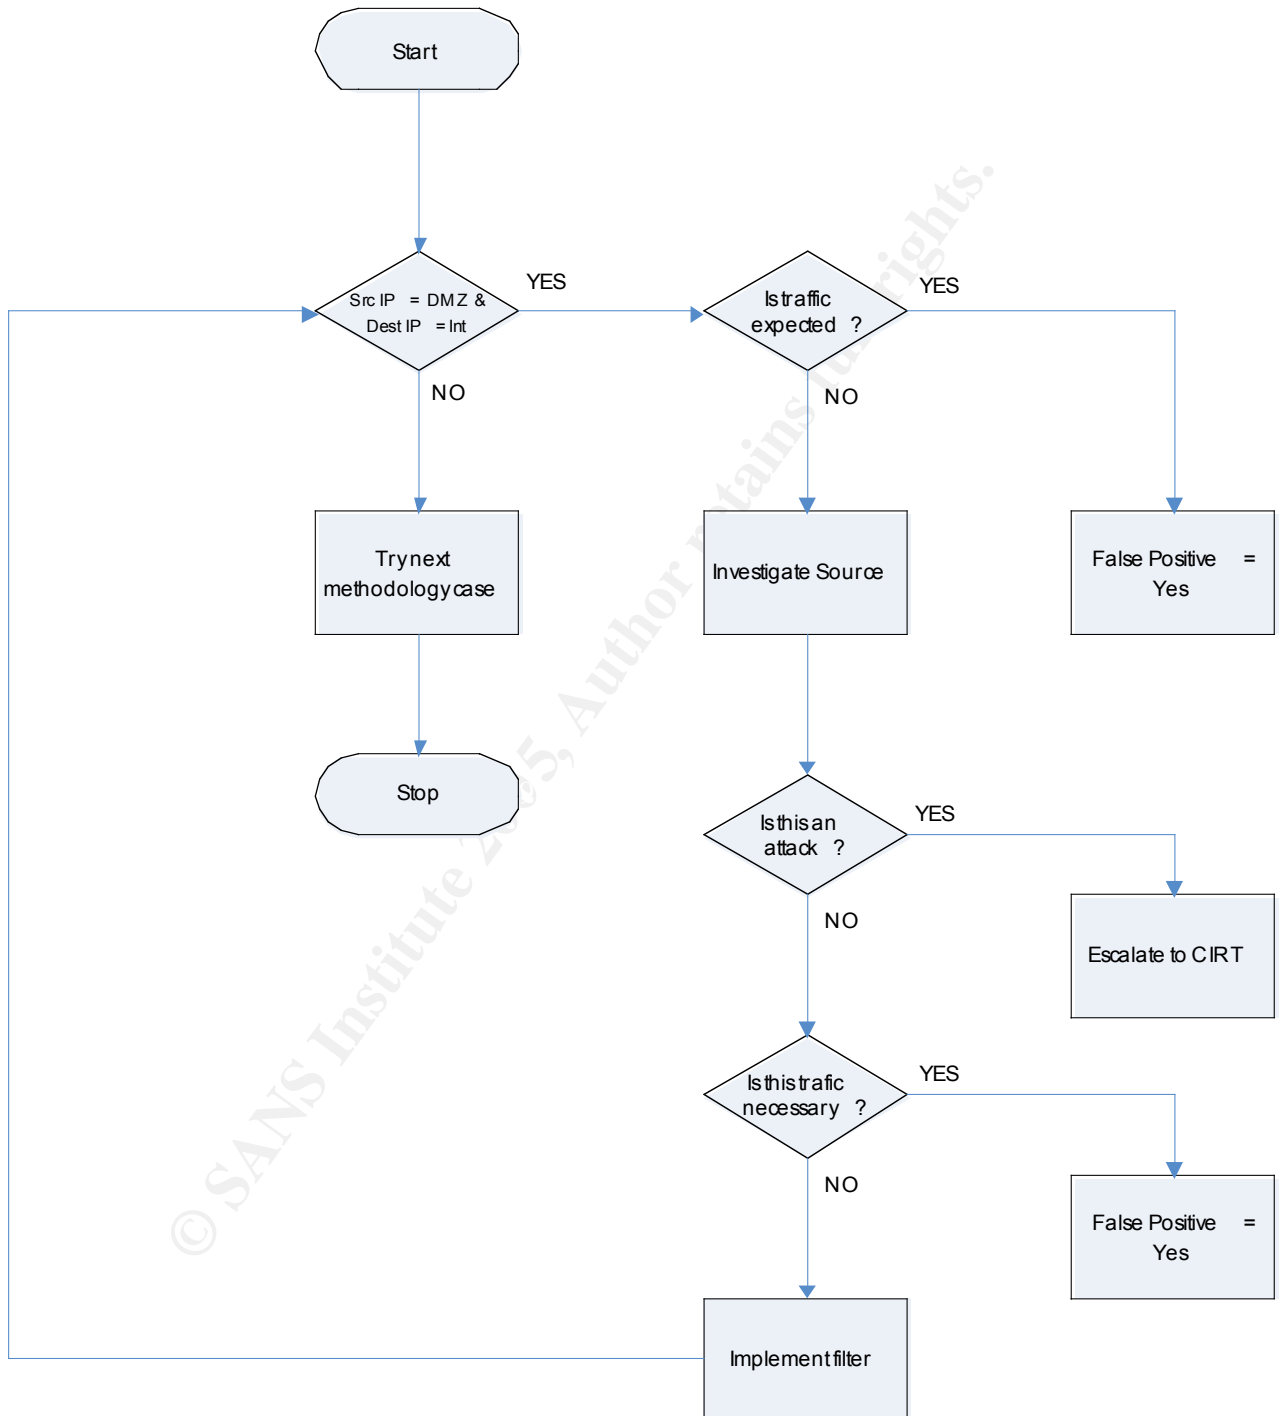 Start
Src IP = DMZ &
Dest IP = Int
YES
NO
Is traffic
expected ?
YES
NO
Try next
methodology case
Investigate Source
False Positive =
Yes
Stop
Is this an
attack ?
YES
NO
Escalate to CIRT
Is this trafic
necessary ?
YES
NO
False Positive =
Yes
Implement filter
© SANS Institute 2005, Author retains full rights.